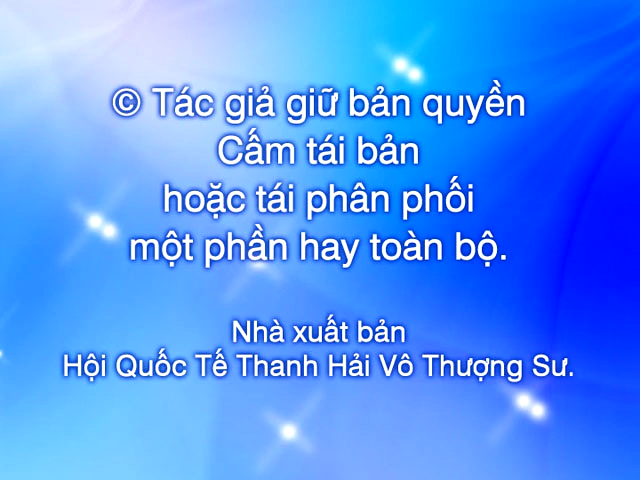 © Tác giả giữ bản quyền
Cấm tái bản
hoặc tái phân phối
một phần hay toàn bộ.
Nhà xuất bản
Hội Quốc Tế Thanh Hải Vô Thượng Sư.